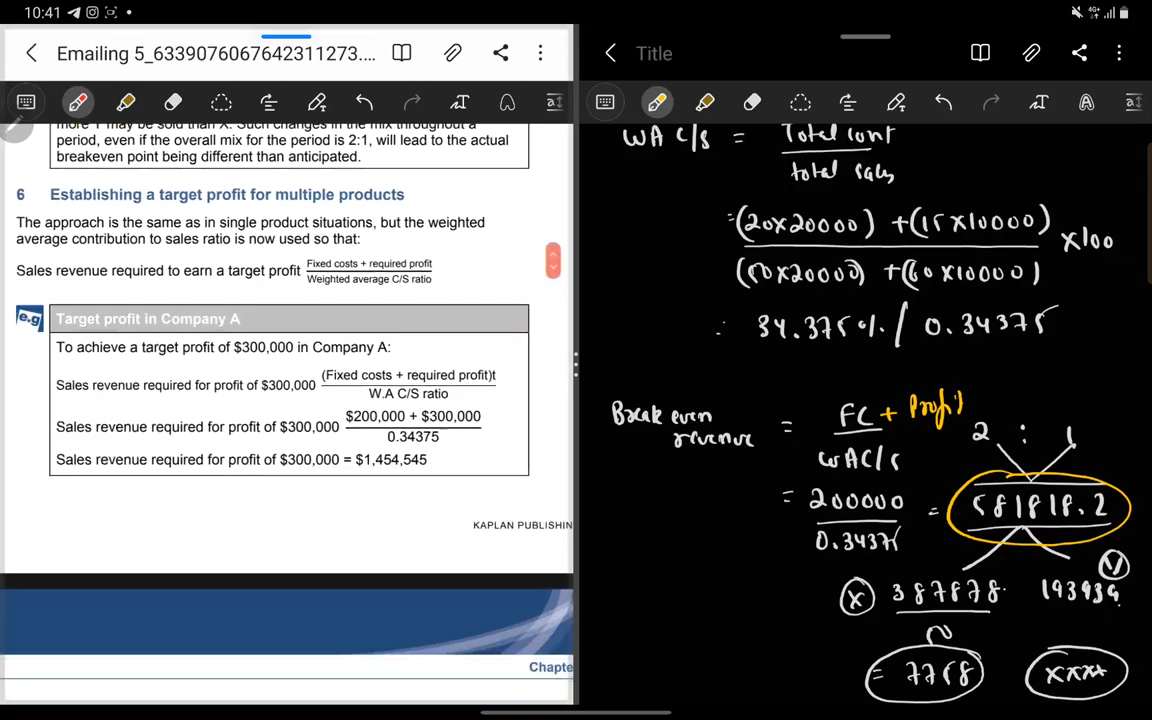 10:41
4G+
Emailing 5_6339076067642311273....
Title
more Y may be sold than X. Such changes in the mix throughout a
period, even if the overall mix for the period is 2:1, will lead to the actual
breakeven point being different than anticipated.
6 Establishing a target profit for multiple products
The approach is the same as in single product situations, but the weighted
average contribution to sales ratio is now used so that:
Sales revenue required to earn a target profit Fixed costs + required profit
Weighted average C/S ratio
e.g Target profit in Company A
To achieve a target profit of $300,000 in Company A:
Sales revenue required for profit of $300,000 (Fixed costs + required profit)t
W.A C/S ratio
Sales revenue required for profit of $300,000 $200,000 + $300,000
0.34375
Sales revenue required for profit of $300,000 = $1,454,545
KAPLAN PUBLISHIN
Chapte
WA C/S = Total cont
total sales
=(20x20000) +(15x10000) x100
(50x20000) +(60x10000)
34.375%/ 0.34375
Break even revenue = FC + Profit
WAC/S
2 : 1
= 200000 = 581818.2
0.34375
X 387878 193939
Y
50
= 7758 xxxx